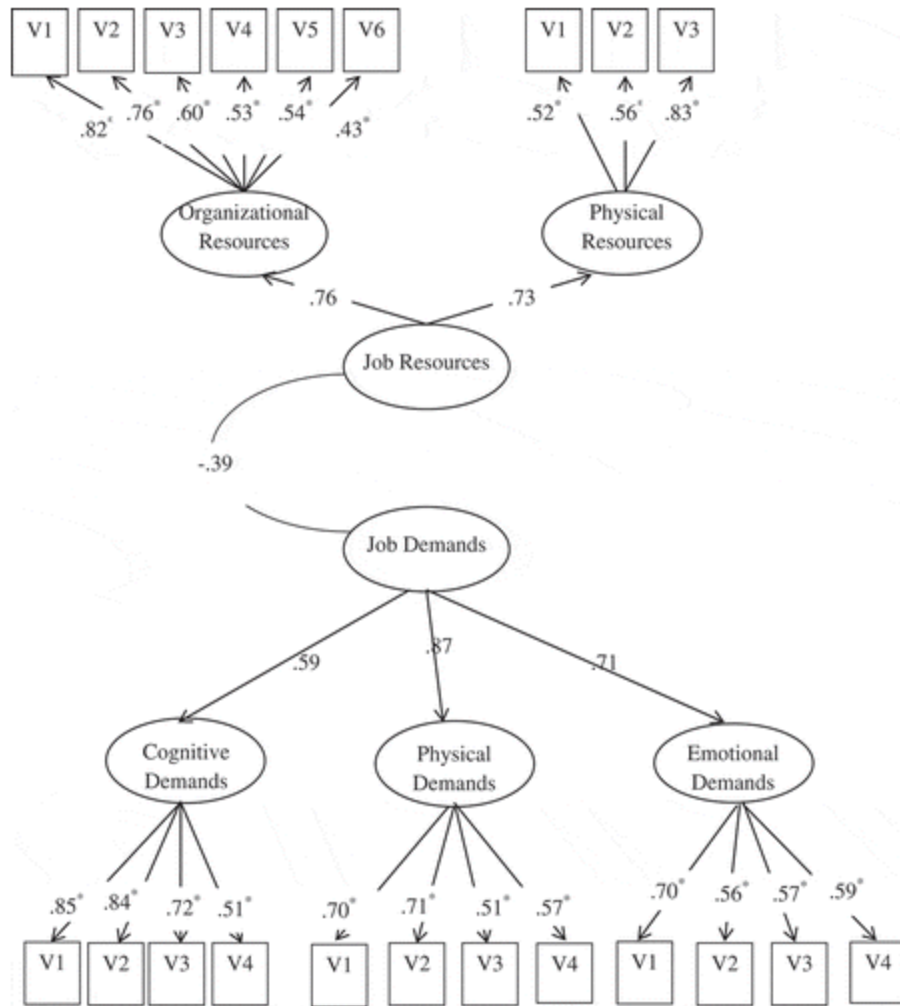 V1 V2 V3 V4 V5 V6 V1 V2 V3
.82* .76* .60* .53* .54* .43* .52* .56* .83*
Organizational
Resources
Physical
Resources
.76 .73
Job Resources
-.39
Job Demands
.59 .87 .71
Cognitive
Demands
Physical
Demands
Emotional
Demands
.85* .84* .72* .51* .70* .71* .51* .57* .70* .56* .57* .59*
V1 V2 V3 V4 V1 V2 V3 V4 V1 V2 V3 V4